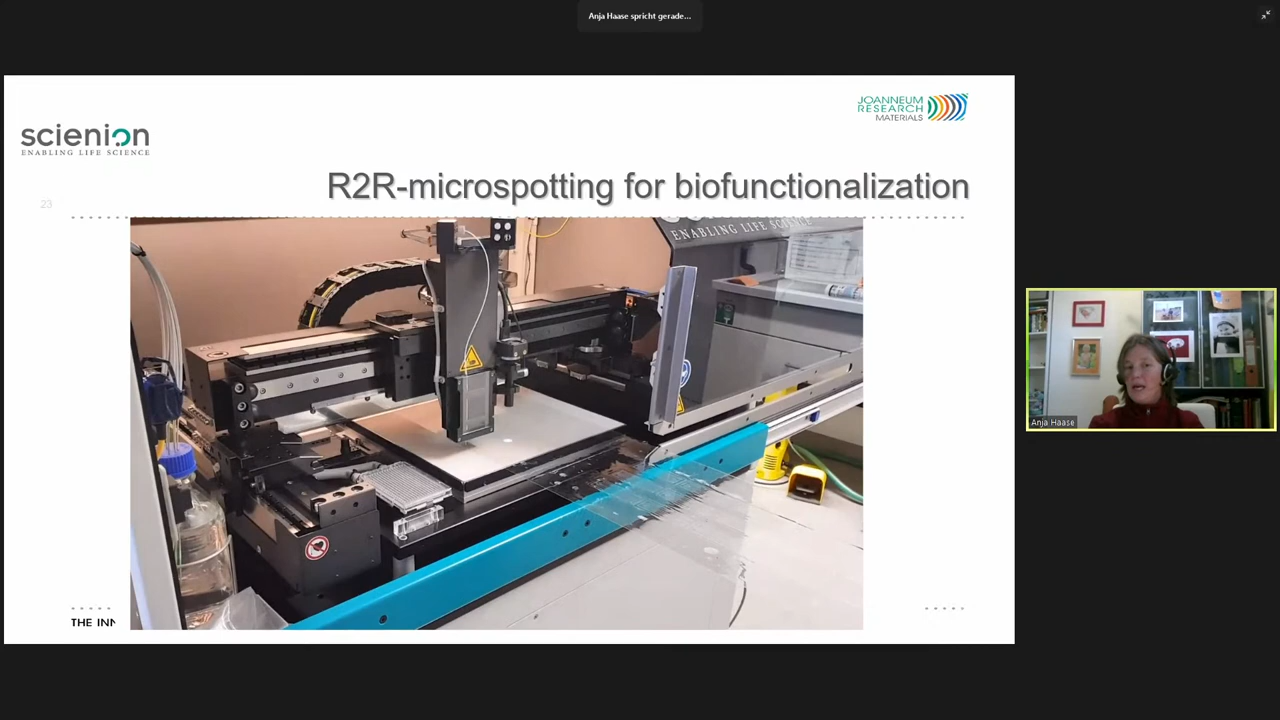 Anja Haase spricht gerade...
JOANNEUM
RESEARCH
MATERIALS
scienion
ENABLING LIFE SCIENCE
R2R-microspotting for biofunctionalization
23
ENABLING LIFE SCIENCE
THE INN
Anja Haase